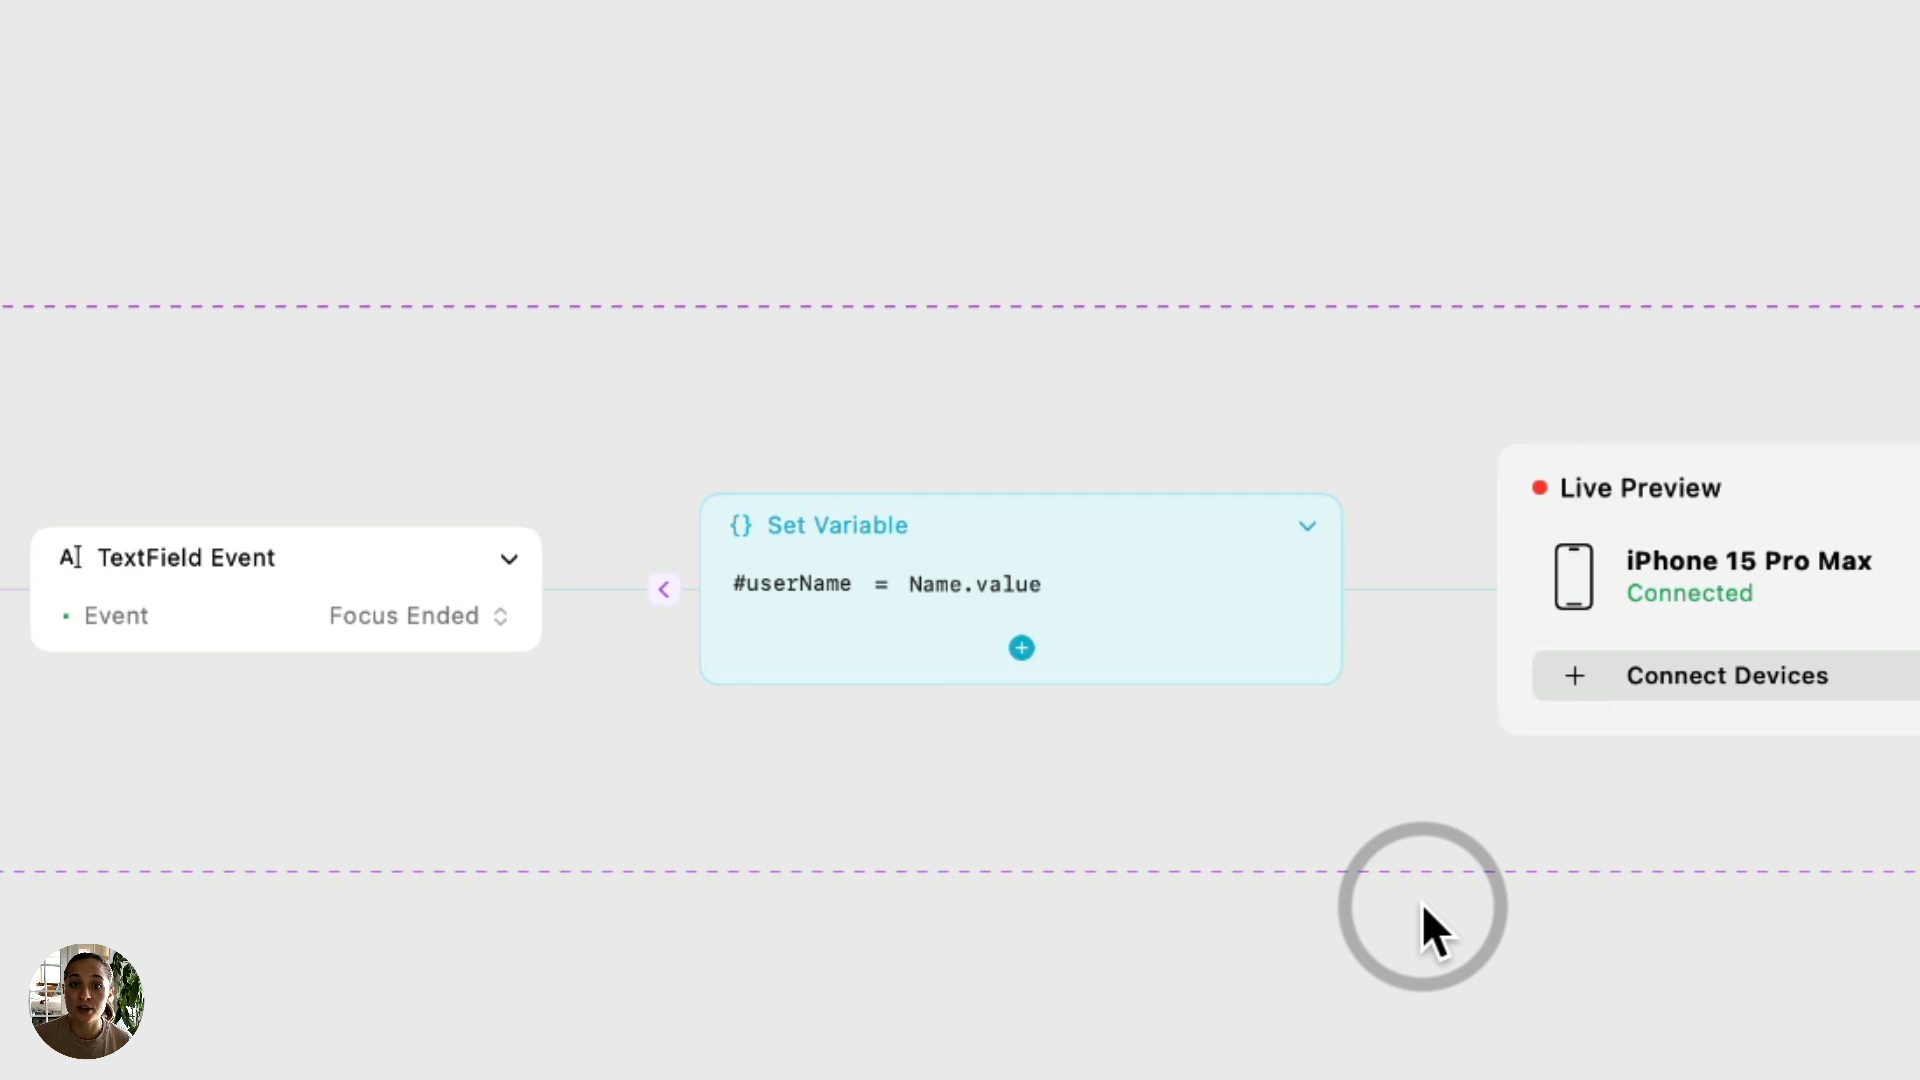 TextField Event
Event Focus Ended
{} Set Variable
#userName = Name.value
Live Preview
iPhone 15 Pro Max
Connected
+ Connect Devices